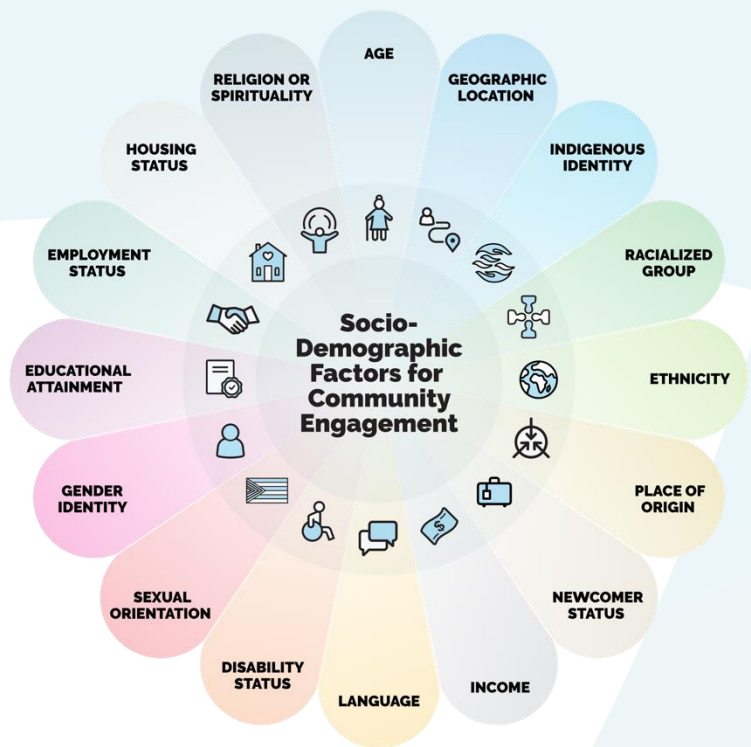 Socio-
Demographic
Factors for
Community
Engagement
AGE
GEOGRAPHIC
LOCATION
INDIGENOUS
IDENTITY
RACIALIZED
GROUP
ETHNICITY
PLACE OF
ORIGIN
NEWCOMER
STATUS
INCOME
LANGUAGE
DISABILITY
STATUS
SEXUAL
ORIENTATION
GENDER
IDENTITY
EDUCATIONAL
ATTAINMENT
EMPLOYMENT
STATUS
HOUSING
STATUS
RELIGION OR
SPIRITUALITY
$